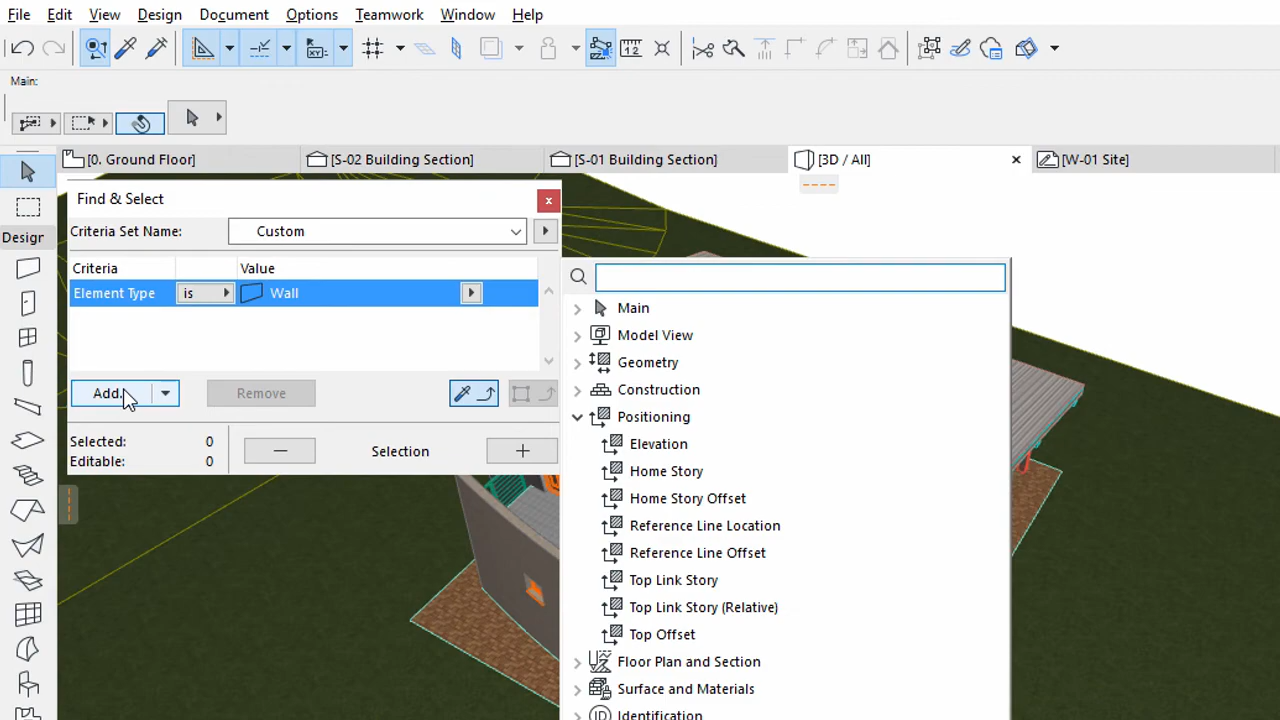 File Edit View Design Document Options Teamwork Window Help
Main:
[0. Ground Floor] [S-02 Building Section] [S-01 Building Section] [3D / All] [W-01 Site]
Find & Select
Design
Criteria Set Name: Custom
Criteria Value
Element Type is Wall
Add... Remove
Selected: 0
Editable: 0
Selection
Main
Model View
Geometry
Construction
Positioning
Elevation
Home Story
Home Story Offset
Reference Line Location
Reference Line Offset
Top Link Story
Top Link Story (Relative)
Top Offset
Floor Plan and Section
Surface and Materials
Identification